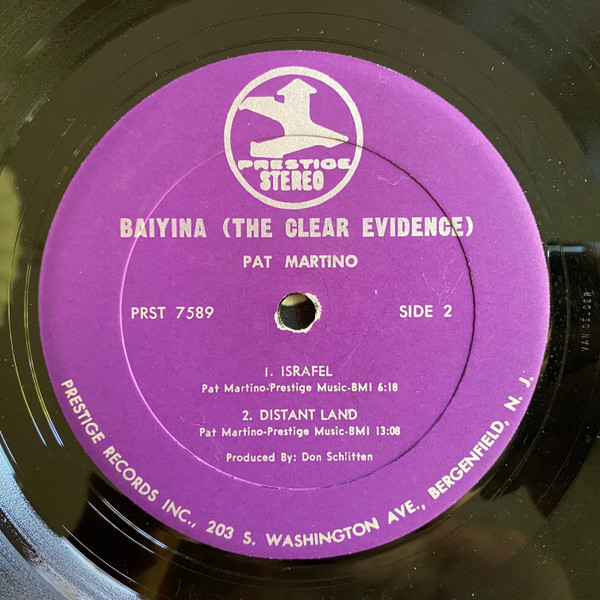 PRESTIGE
STEREO
BAIYINA (THE CLEAR EVIDENCE)
PAT MARTINO
PRST 7589
SIDE 2
1. ISRAFEL
Pat Martino-Prestige Music-BMI 6:18
2. DISTANT LAND
Pat Martino-Prestige Music-BMI 13:08
Produced By: Don Schlitten
PRESTIGE RECORDS INC., 203 S. WASHINGTON AVE., BERGENFIELD, N. J.
VAN GELDER